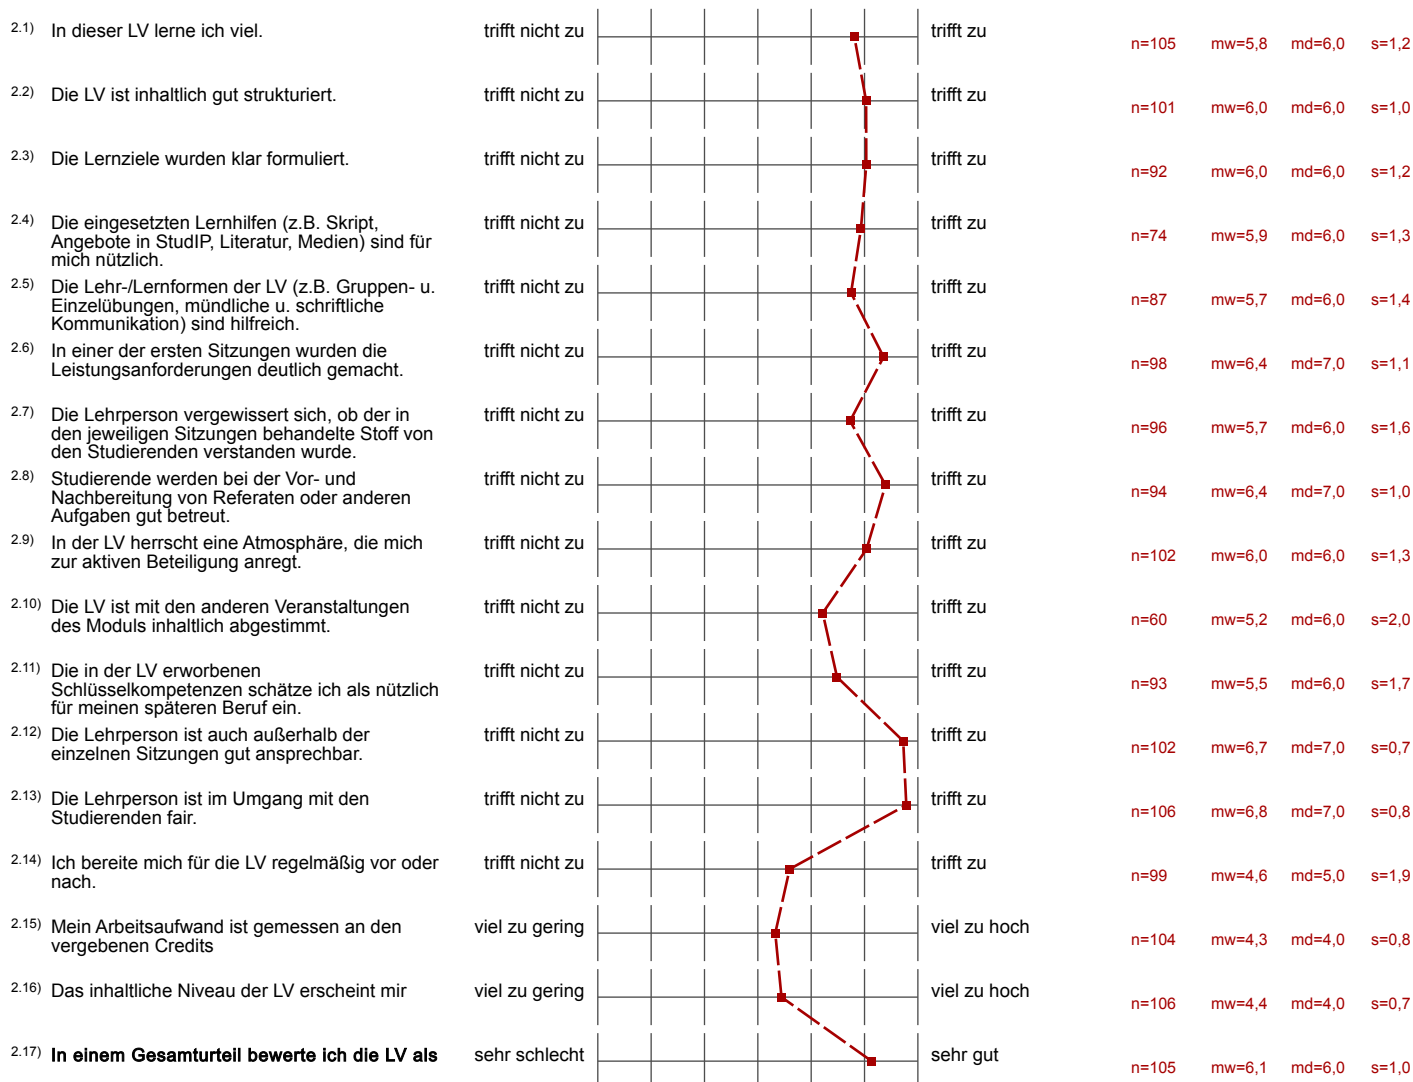 2.1) In dieser LV lerne ich viel. trifft nicht zu trifft zu n=105 mw=5,8 md=6,0 s=1,2
2.2) Die LV ist inhaltlich gut strukturiert. trifft nicht zu trifft zu n=101 mw=6,0 md=6,0 s=1,0
2.3) Die Lernziele wurden klar formuliert. trifft nicht zu trifft zu n=92 mw=6,0 md=6,0 s=1,2
2.4) Die eingesetzten Lernhilfen (z.B. Skript, trifft nicht zu trifft zu n=74 mw=5,9 md=6,0 s=1,3
Angebote in StudIP, Literatur, Medien) sind für
mich nützlich.
2.5) Die Lehr-/Lernformen der LV (z.B. Gruppen- u. trifft nicht zu trifft zu n=87 mw=5,7 md=6,0 s=1,4
Einzelübungen, mündliche u. schriftliche
Kommunikation) sind hilfreich.
2.6) In einer der ersten Sitzungen wurden die trifft nicht zu trifft zu n=98 mw=6,4 md=7,0 s=1,1
Leistungsanforderungen deutlich gemacht.
2.7) Die Lehrperson vergewissert sich, ob der in trifft nicht zu trifft zu n=96 mw=5,7 md=6,0 s=1,6
den jeweiligen Sitzungen behandelte Stoff von
den Studierenden verstanden wurde.
2.8) Studierende werden bei der Vor- und trifft nicht zu trifft zu n=94 mw=6,4 md=7,0 s=1,0
Nachbereitung von Referaten oder anderen
Aufgaben gut betreut.
2.9) In der LV herrscht eine Atmosphäre, die mich trifft nicht zu trifft zu n=102 mw=6,0 md=6,0 s=1,3
zur aktiven Beteiligung anregt.
2.10) Die LV ist mit den anderen Veranstaltungen trifft nicht zu trifft zu n=60 mw=5,2 md=6,0 s=2,0
des Moduls inhaltlich abgestimmt.
2.11) Die in der LV erworbenen trifft nicht zu trifft zu n=93 mw=5,5 md=6,0 s=1,7
Schlüsselkompetenzen schätze ich als nützlich
für meinen späteren Beruf ein.
2.12) Die Lehrperson ist auch außerhalb der trifft nicht zu trifft zu n=102 mw=6,7 md=7,0 s=0,7
einzelnen Sitzungen gut ansprechbar.
2.13) Die Lehrperson ist im Umgang mit den trifft nicht zu trifft zu n=106 mw=6,8 md=7,0 s=0,8
Studierenden fair.
2.14) Ich bereite mich für die LV regelmäßig vor oder trifft nicht zu trifft zu n=99 mw=4,6 md=5,0 s=1,9
nach.
2.15) Mein Arbeitsaufwand ist gemessen an den viel zu gering viel zu hoch n=104 mw=4,3 md=4,0 s=0,8
vergebenen Credits
2.16) Das inhaltliche Niveau der LV erscheint mir viel zu gering viel zu hoch n=106 mw=4,4 md=4,0 s=0,7
2.17) In einem Gesamturteil bewerte ich die LV als sehr schlecht sehr gut n=105 mw=6,1 md=6,0 s=1,0